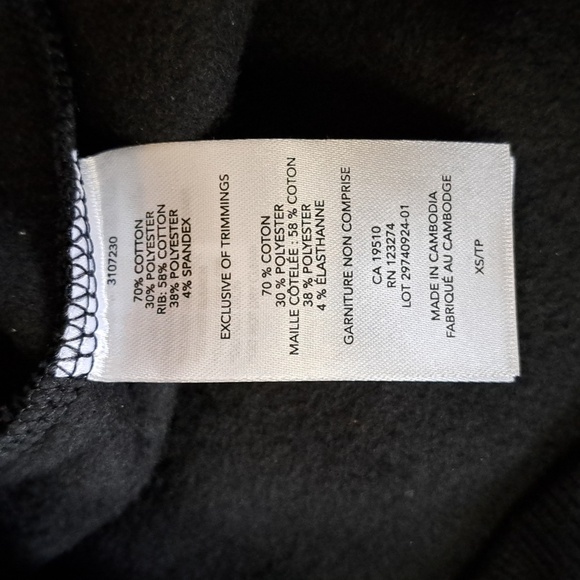 3107230
70% COTTON
30% POLYESTER
RIB: 58% COTTON
38% POLYESTER
4% SPANDEX
EXCLUSIVE OF TRIMMINGS
70 % COTON
30 % POLYESTER
MAILLE CÔTELÉE : 58 % COTON
38 % POLYESTER
4 % ÉLASTHANNE
GARNITURE NON COMPRISE
CA 19510
RN 123274
LOT 29740924-01
MADE IN CAMBODIA
FABRIQUÉ AU CAMBODGE
XS/TP